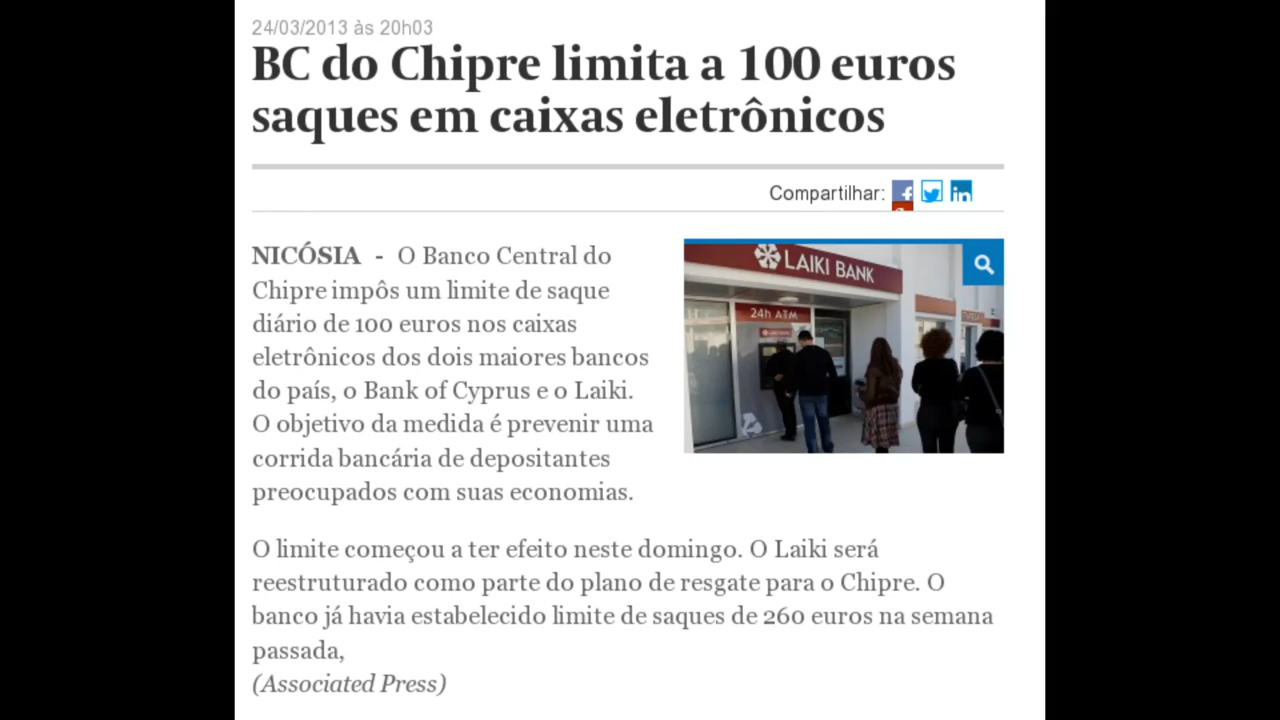 24/03/2013 às 20h03
BC do Chipre limita a 100 euros
saques em caixas eletrônicos
Compartilhar:
NICÓSIA - O Banco Central do
Chipre impôs um limite de saque
diário de 100 euros nos caixas
eletrônicos dos dois maiores bancos
do país, o Bank of Cyprus e o Laiki.
O objetivo da medida é prevenir uma
corrida bancária de depositantes
preocupados com suas economias.
LAIKI BANK
24h ATM
O limite começou a ter efeito neste domingo. O Laiki será
reestruturado como parte do plano de resgate para o Chipre. O
banco já havia estabelecido limite de saques de 260 euros na semana
passada,
(Associated Press)